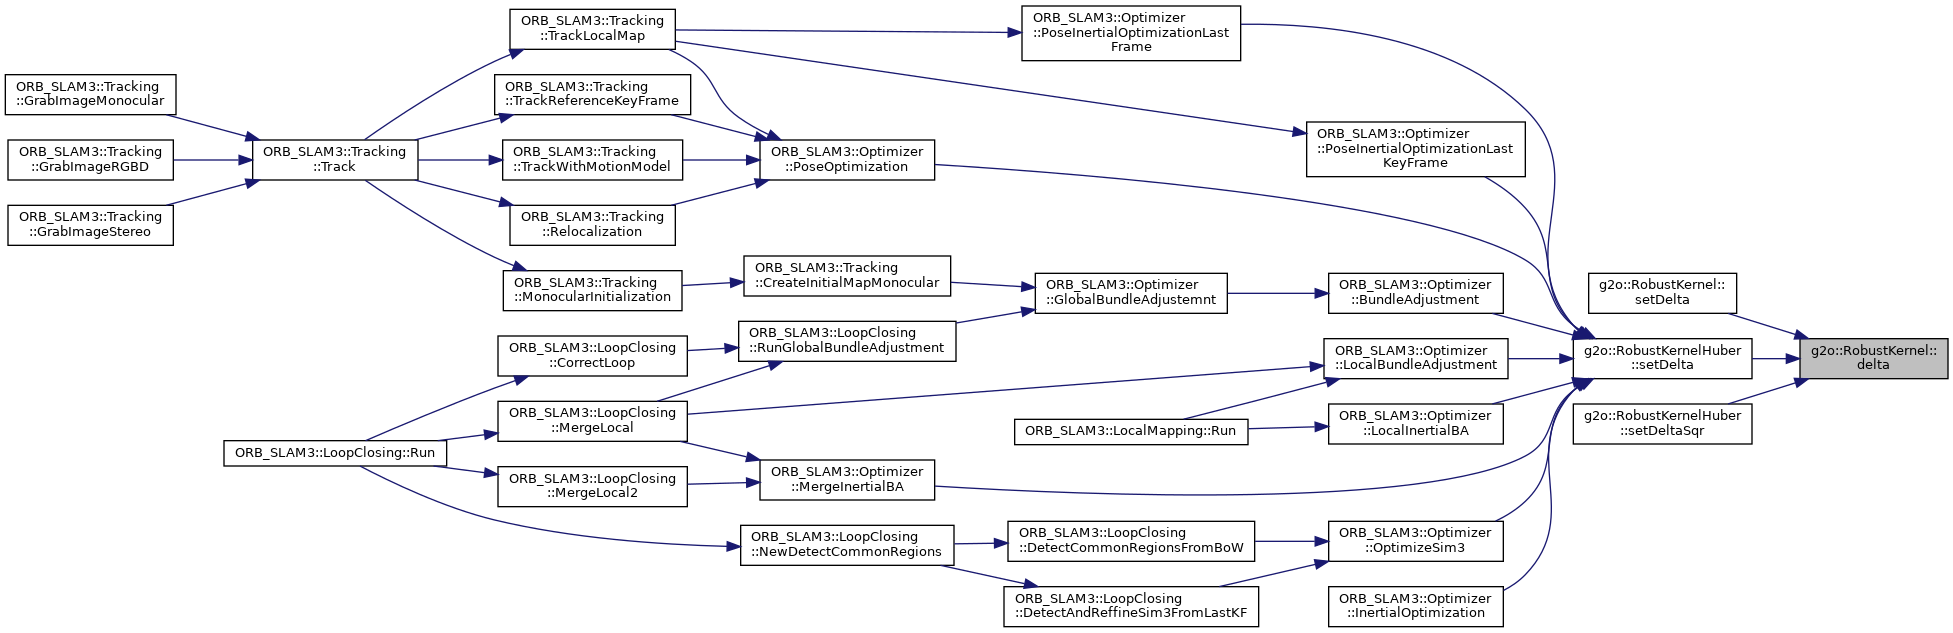 ORB_SLAM3::Tracking
::GrabImageMonocular
ORB_SLAM3::Tracking
::GrabImageRGBD
ORB_SLAM3::Tracking
::GrabImageStereo
ORB_SLAM3::Tracking
::Track
ORB_SLAM3::LoopClosing::Run
ORB_SLAM3::Tracking
::TrackLocalMap
ORB_SLAM3::Tracking
::TrackReferenceKeyFrame
ORB_SLAM3::Tracking
::TrackWithMotionModel
ORB_SLAM3::Tracking
::Relocalization
ORB_SLAM3::Tracking
::MonocularInitialization
ORB_SLAM3::LoopClosing
::CorrectLoop
ORB_SLAM3::LoopClosing
::MergeLocal
ORB_SLAM3::LoopClosing
::MergeLocal2
ORB_SLAM3::Optimizer
::PoseOptimization
ORB_SLAM3::Tracking
::CreateInitialMapMonocular
ORB_SLAM3::LoopClosing
::RunGlobalBundleAdjustment
ORB_SLAM3::Optimizer
::MergeInertialBA
ORB_SLAM3::LoopClosing
::NewDetectCommonRegions
ORB_SLAM3::Optimizer
::PoseInertialOptimizationLast
Frame
ORB_SLAM3::Optimizer
::GlobalBundleAdjustemnt
ORB_SLAM3::LocalMapping::Run
ORB_SLAM3::LoopClosing
::DetectCommonRegionsFromBoW
ORB_SLAM3::LoopClosing
::DetectAndReffineSim3FromLastKF
ORB_SLAM3::Optimizer
::PoseInertialOptimizationLast
KeyFrame
ORB_SLAM3::Optimizer
::BundleAdjustment
ORB_SLAM3::Optimizer
::LocalBundleAdjustment
ORB_SLAM3::Optimizer
::LocalInertialBA
ORB_SLAM3::Optimizer
::OptimizeSim3
ORB_SLAM3::Optimizer
::InertialOptimization
g2o::RobustKernel::
setDelta
g2o::RobustKernelHuber
::setDelta
g2o::RobustKernelHuber
::setDeltaSqr
g2o::RobustKernel::
delta